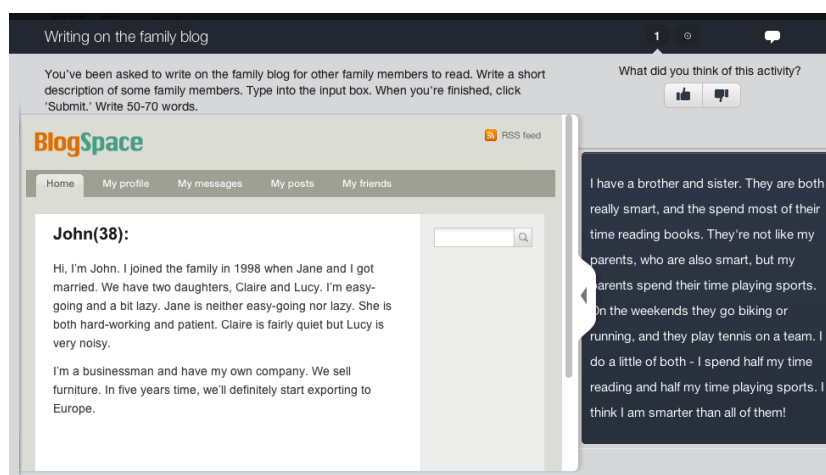 Writing on the family blog
1
You've been asked to write on the family blog for other family members to read. Write a short
description of some family members. Type into the input box. When you're finished, click
'Submit.' Write 50-70 words.
What did you think of this activity?
BlogSpace
RSS feed
Home My profile My messages My posts My friends
John(38):
Hi, I'm John. I joined the family in 1998 when Jane and I got
married. We have two daughters, Claire and Lucy. I'm easy-
going and a bit lazy. Jane is neither easy-going nor lazy. She is
both hard-working and patient. Claire is fairly quiet but Lucy is
very noisy.
I'm a businessman and have my own company. We sell
furniture. In five years time, we'll definitely start exporting to
Europe.
I have a brother and sister. They are both
really smart, and the spend most of their
time reading books. They're not like my
parents, who are also smart, but my
parents spend their time playing sports.
On the weekends they go biking or
running, and they play tennis on a team. I
do a little of both - I spend half my time
reading and half my time playing sports. I
think I am smarter than all of them!